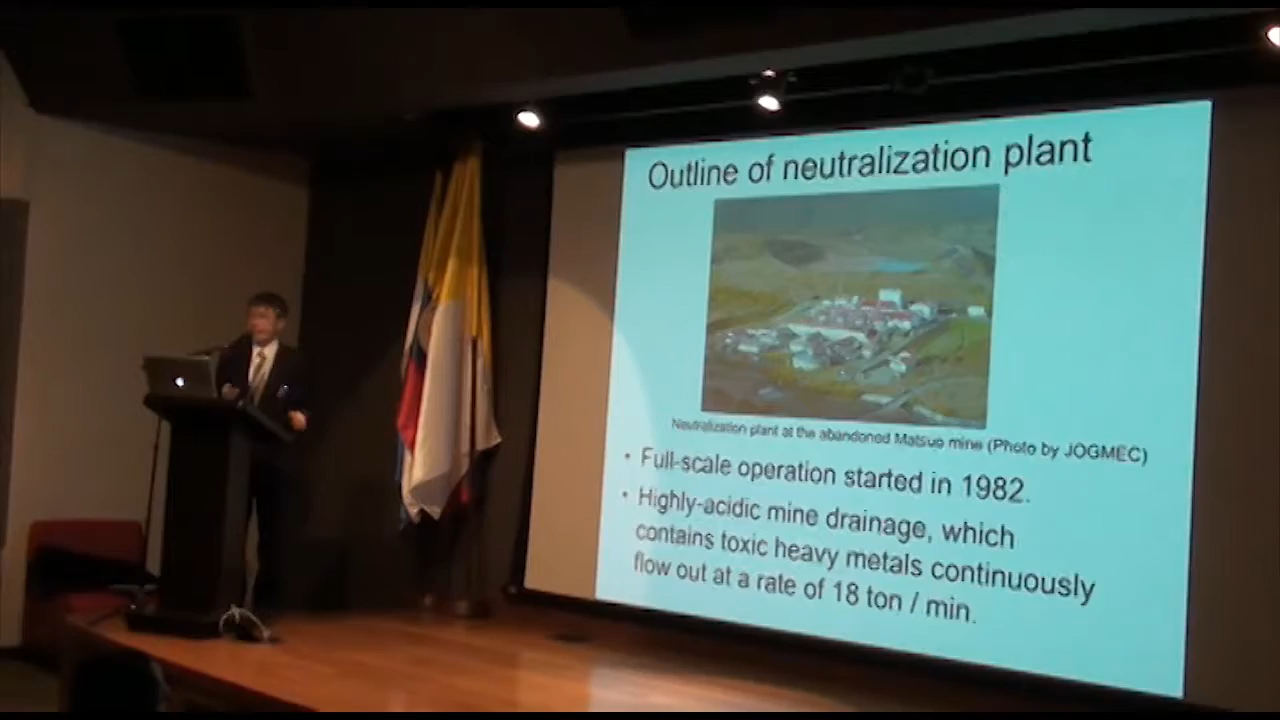 Outline of neutralization plant
Neutralization plant at the abandoned Matsuo mine (Photo by JOGMEC)
• Full-scale operation started in 1982.
• Highly-acidic mine drainage, which
contains toxic heavy metals continuously
flow out at a rate of 18 ton / min.